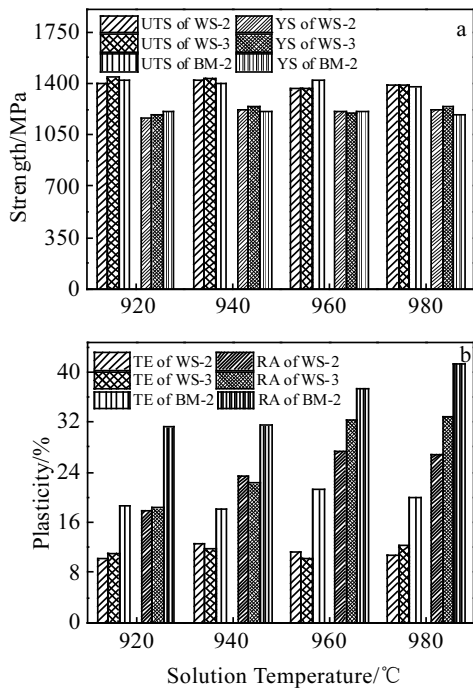 a
UTS of WS-2 YS of WS-2
UTS of WS-3 YS of WS-3
UTS of BM-2 YS of BM-2
1750
1400
1050
700
350
0
Strength/MPa
920 940 960 980
b
TE of WS-2 RA of WS-2
TE of WS-3 RA of WS-3
TE of BM-2 RA of BM-2
40
32
24
16
8
0
Plasticity/%
920 940 960 980
Solution Temperature/℃